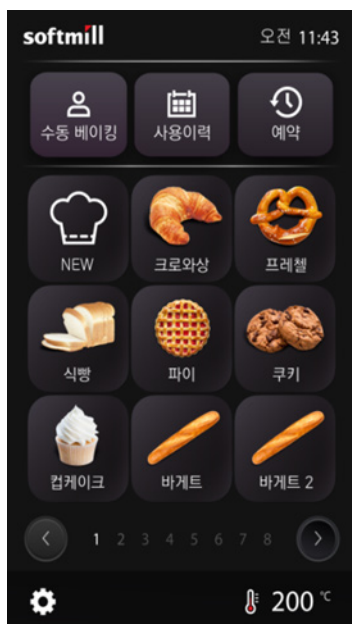 softmill
오전 11:43
수동 베이킹
사용이력
예약
NEW
크로와상
프레첼
식빵
파이
쿠키
컵케이크
바게트
바게트 2
1 2 3 4 5 6 7 8
200 ℃